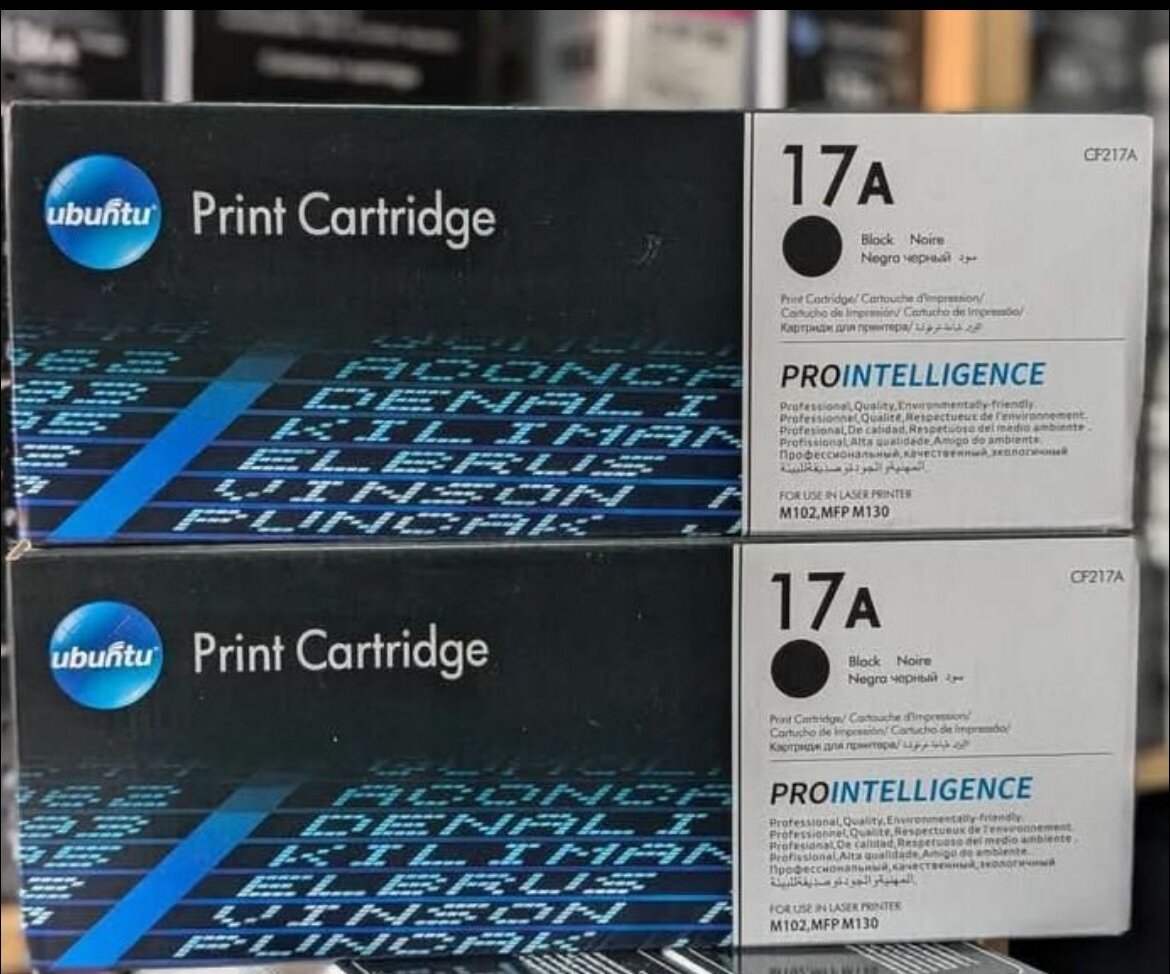 ubuntu
Print Cartridge
ACONCA
DENALI
KILIMAN
ELBRUS
VINSON
PUNCAK
17A
CF217A
Black Noire
Negra черный
Print Cartridge/ Cartouche d'Impression/
Cartucho de Impresión/ Cartucho de Impressão/
Картридж для принтера/
PROINTELLIGENCE
Professional,Quality,Environmentally-friendly.
Professionnel,Qualité,Respectueux de l'environnement.
Profesional,De calidad,Respetuoso del medio ambiente .
Profissional,Alta qualidade,Amigo do ambiente.
Профессиональный,качественный,экологичный
FOR USE IN LASER PRINTER
M102,MFP M130
ubuntu
Print Cartridge
ACONCA
DENALI
KILIMAN
ELBRUS
VINSON
PUNCAK
17A
CF217A
Black Noire
Negra черный
Print Cartridge/ Cartouche d'Impression/
Cartucho de Impresión/ Cartucho de Impressão/
Картридж для принтера/
PROINTELLIGENCE
Professional,Quality,Environmentally-friendly.
Professionnel,Qualité,Respectueux de l'environnement.
Profesional,De calidad,Respetuoso del medio ambiente .
Profissional,Alta qualidade,Amigo do ambiente.
Профессиональный,качественный,экологичный
FOR USE IN LASER PRINTER
M102,MFP M130